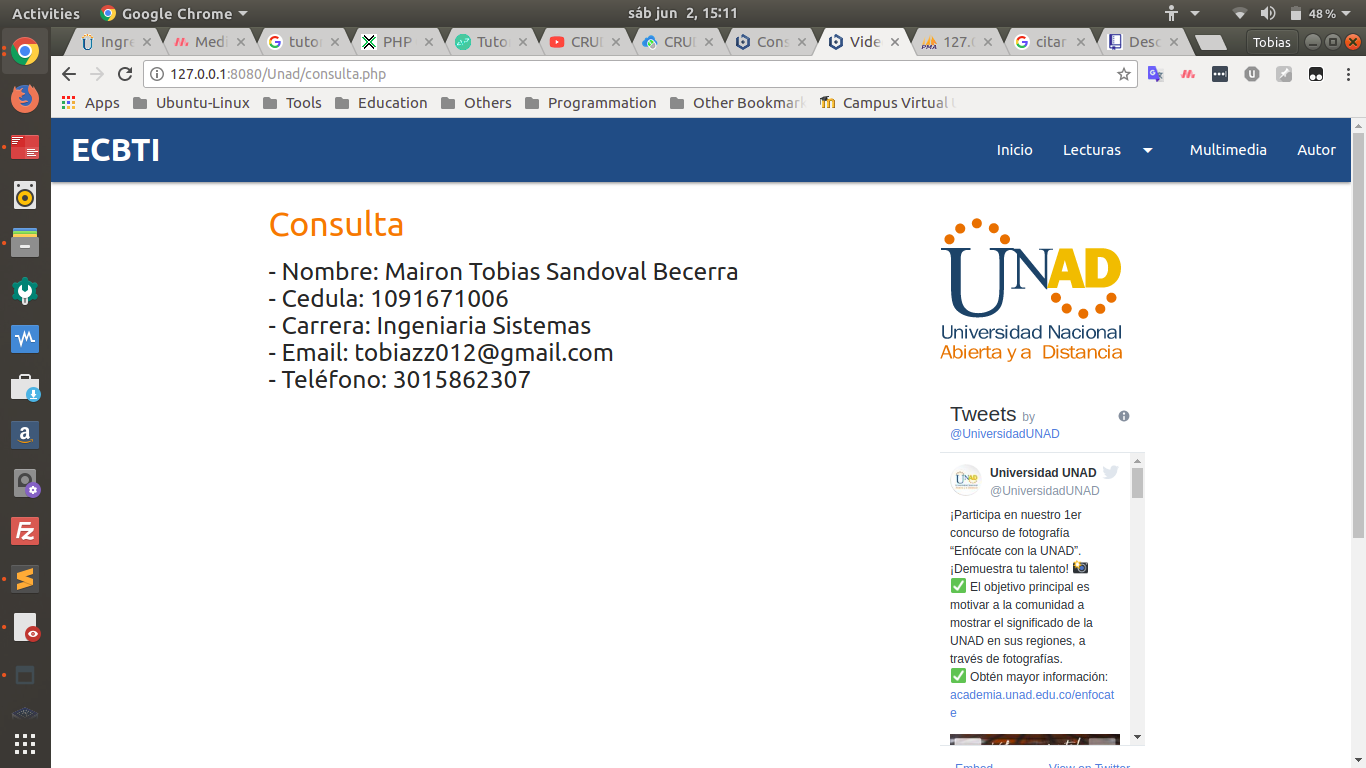 Activities
Google Chrome
sáb jun 2, 15:11
48 %
Ingre
Medi
tutor
PHP
Tutor
CRUD
CRUD
Cons
Video
127.0
citar
Desc
Tobias
127.0.0.1:8080/Unad/consulta.php
Apps
Ubuntu-Linux
Tools
Education
Others
Programmation
Other Bookmark
Campus Virtual
ECBTI
Inicio
Lecturas
Multimedia
Autor
Consulta
- Nombre: Mairon Tobias Sandoval Becerra
- Cedula: 1091671006
- Carrera: Ingeniaria Sistemas
- Email: tobiazz012@gmail.com
- Teléfono: 3015862307
UNAD
Universidad Nacional
Abierta y a Distancia
Tweets by
@UniversidadUNAD
Universidad UNAD
@UniversidadUNAD
¡Participa en nuestro 1er
concurso de fotografía
“Enfócate con la UNAD”.
¡Demuestra tu talento! 📸
✅ El objetivo principal es
motivar a la comunidad a
mostrar el significado de la
UNAD en sus regiones, a
través de fotografías.
✅ Obtén mayor información:
academia.unad.edu.co/enfocat
e
Embed
View on Twitter